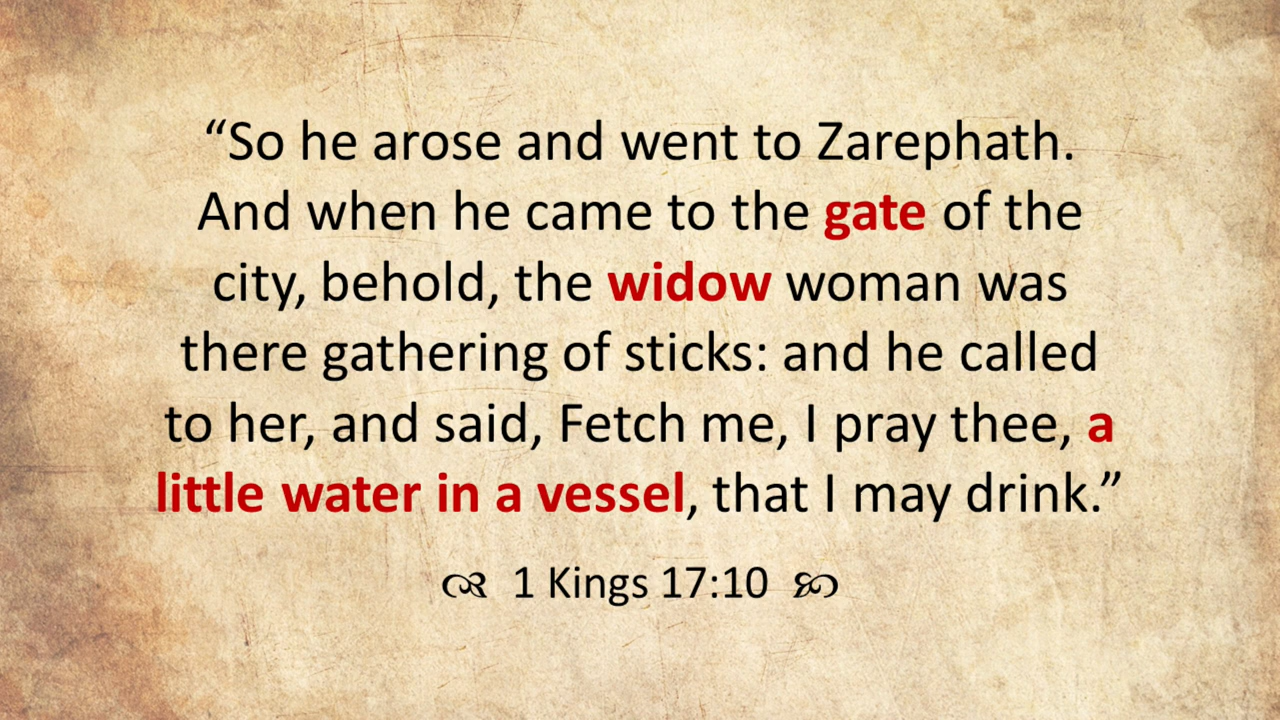 “So he arose and went to Zarephath.
And when he came to the gate of the
city, behold, the widow woman was
there gathering of sticks: and he called
to her, and said, Fetch me, I pray thee, a
little water in a vessel, that I may drink.”
1 Kings 17:10